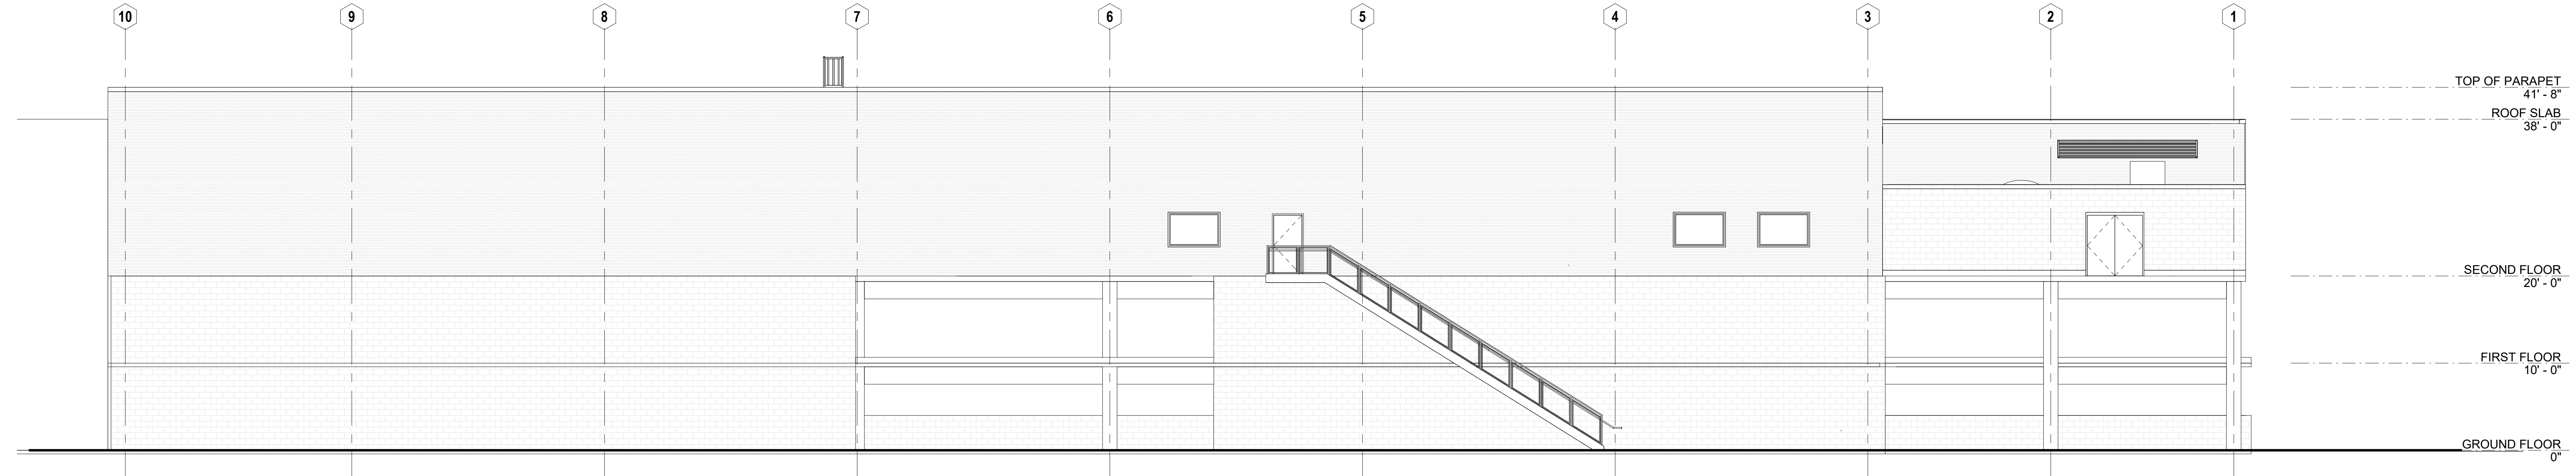 10 9 8 7 6 5 4 3 2 1
TOP OF PARAPET
41' - 8"
ROOF SLAB
38' - 0"
SECOND FLOOR
20' - 0"
FIRST FLOOR
10' - 0"
GROUND FLOOR
0"